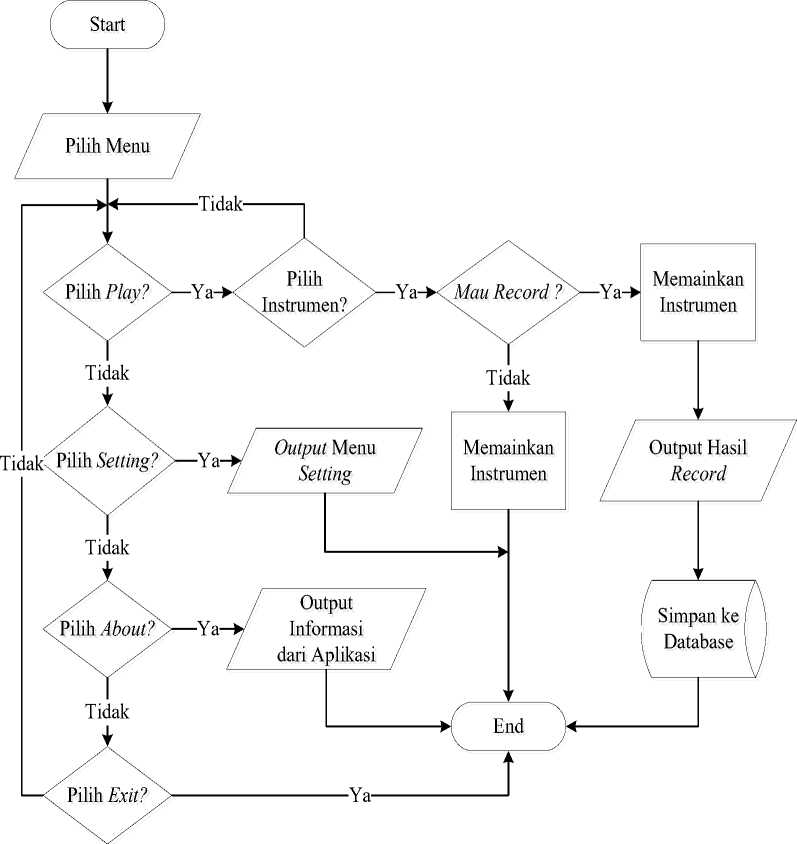 Start
Pilih Menu
Tidak
Pilih Play?
Ya
Pilih
Instrumen?
Ya
Mau Record ?
Ya
Memainkan
Instrumen
Tidak
Tidak
Pilih Setting?
Ya
Output Menu
Setting
Memainkan
Instrumen
Output Hasil
Record
Tidak
Tidak
Pilih About?
Ya
Output
Informasi
dari Aplikasi
Simpan ke
Database
Tidak
End
Pilih Exit?
Ya